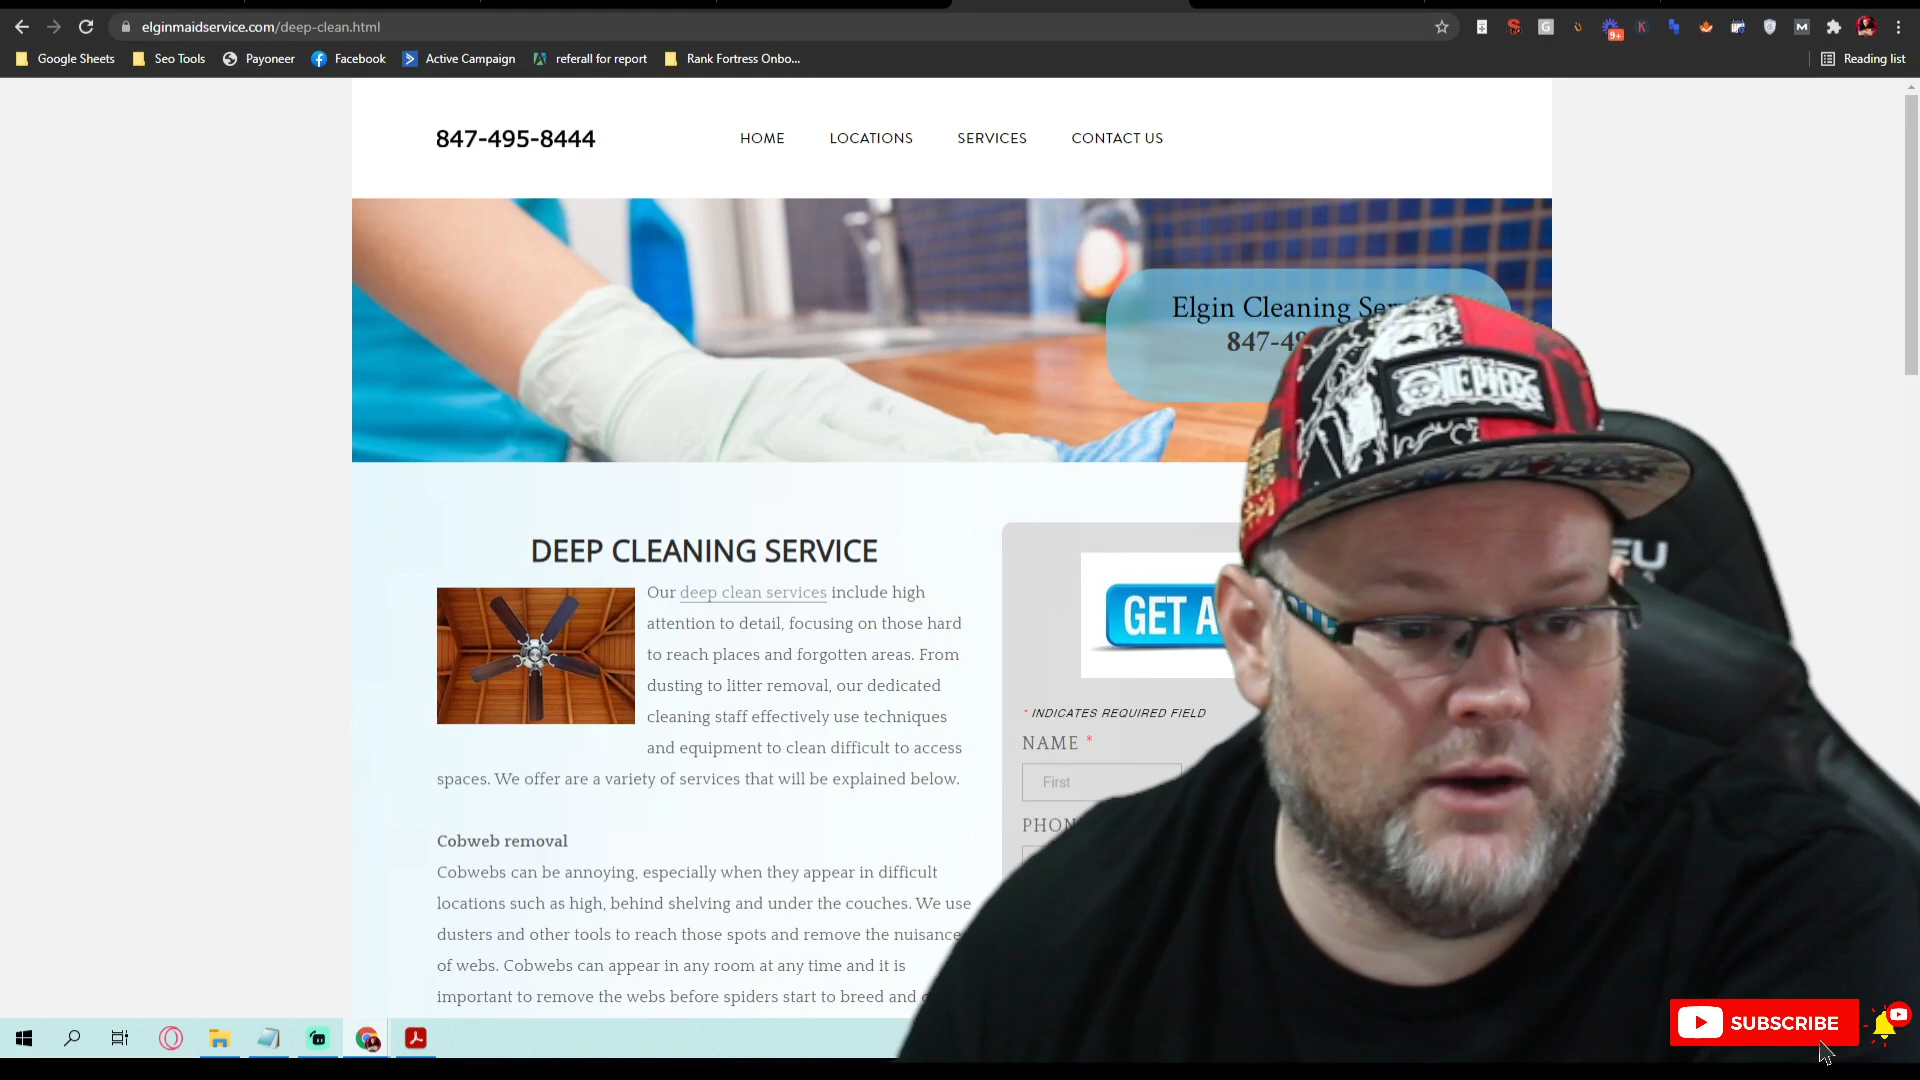 elginmaidservice.com/deep-clean.html
9+
Google Sheets
Seo Tools
Payoneer
Facebook
Active Campaign
referall for report
Rank Fortress Onbo...
Reading list
847-495-8444
HOME
LOCATIONS
SERVICES
CONTACT US
Elgin Cleaning Ser
847-49
ONE PIECE
DEEP CLEANING SERVICE
Our deep clean services include high
attention to detail, focusing on those hard
to reach places and forgotten areas. From
dusting to litter removal, our dedicated
cleaning staff effectively use techniques
and equipment to clean difficult to access
spaces. We offer are a variety of services that will be explained below.
GET A
* INDICATES REQUIRED FIELD
NAME *
First
PHON
Cobweb removal
Cobwebs can be annoying, especially when they appear in difficult
locations such as high, behind shelving and under the couches. We use
dusters and other tools to reach those spots and remove the nuisance
of webs. Cobwebs can appear in any room at any time and it is
important to remove the webs before spiders start to breed and
SUBSCRIBE